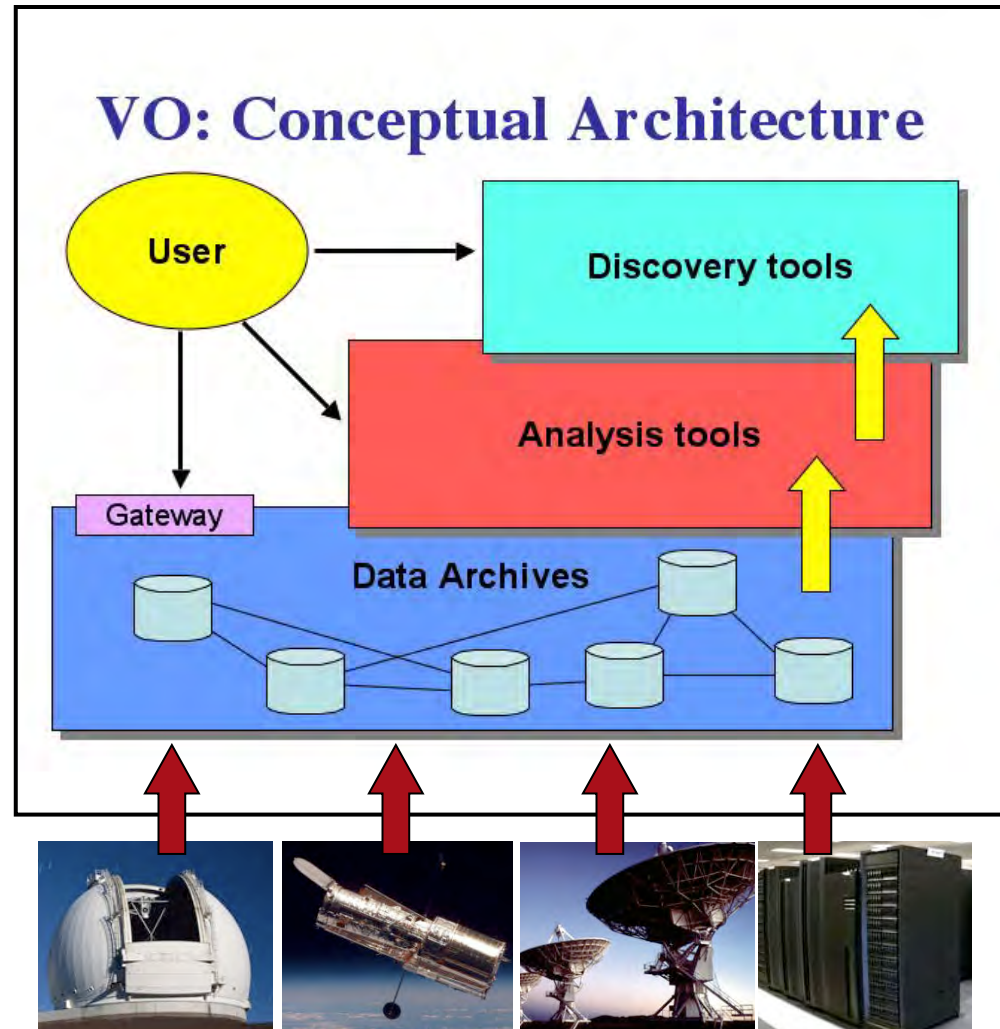 VO: Conceptual Architecture
User
Discovery tools
Analysis tools
Gateway
Data Archives